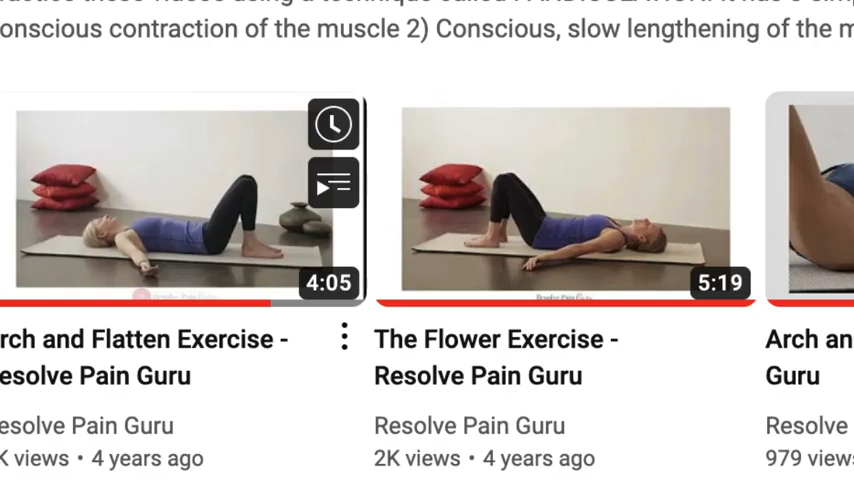 onscious contraction of the muscle 2) Conscious, slow lengthening of the m
4:05
5:19
rch and Flatten Exercise -
esolve Pain Guru
esolve Pain Guru
K views • 4 years ago
The Flower Exercise -
Resolve Pain Guru
Resolve Pain Guru
2K views • 4 years ago
Arch an
Guru
Resolve
979 views